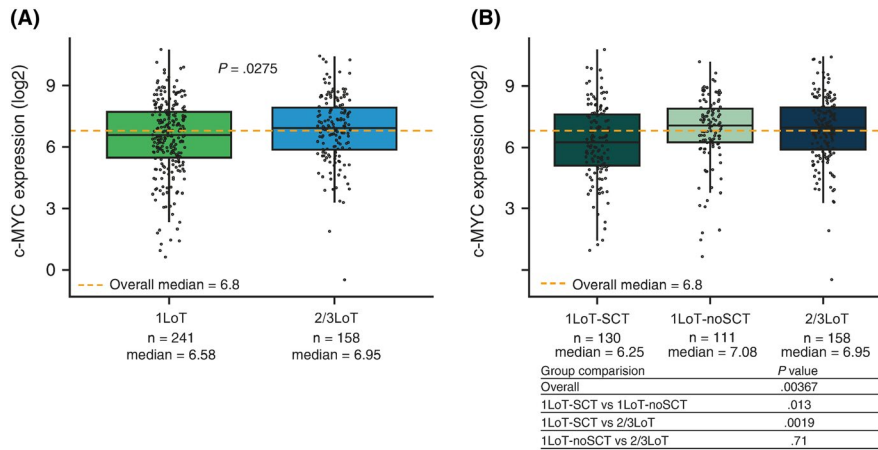 (A)
c-MYC expression (log2)
9
6
3
0
P = .0275
Overall median = 6.8
1LoT
n = 241
median = 6.58
2/3LoT
n = 158
median = 6.95
(B)
c-MYC expression (log2)
9
6
3
Overall median = 6.8
1LoT-SCT
n = 130
median = 6.25
1LoT-noSCT
n = 111
median = 7.08
2/3LoT
n = 158
median = 6.95
Group comparision P value
Overall .00367
1LoT-SCT vs 1LoT-noSCT .013
1LoT-SCT vs 2/3LoT .0019
1LoT-noSCT vs 2/3LoT .71